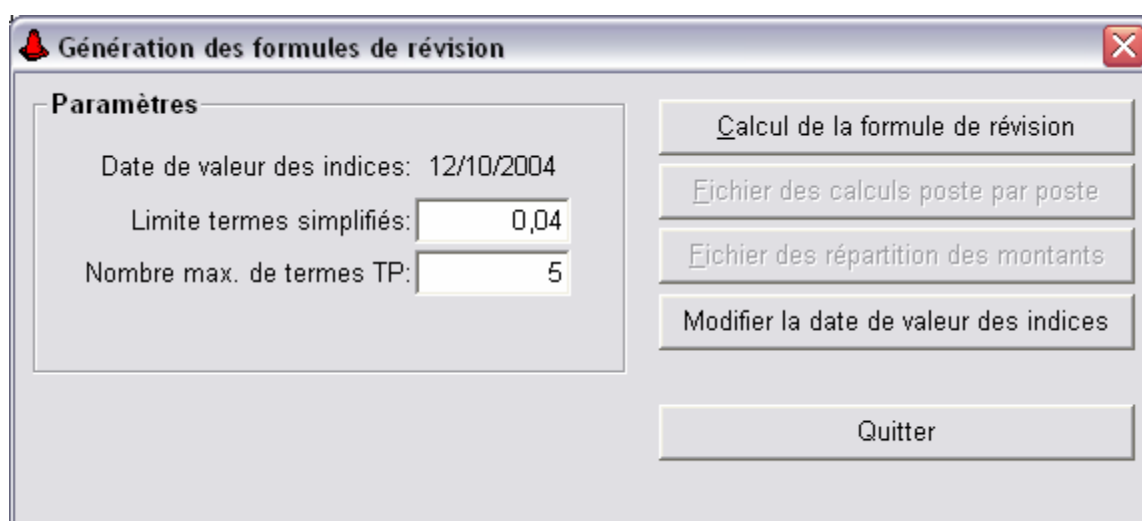 Génération des formules de révision
Paramètres
Date de valeur des indices: 12/10/2004
Limite termes simplifiés: 0,04
Nombre max. de termes TP: 5
Calcul de la formule de révision
Fichier des calculs poste par poste
Fichier des répartition des montants
Modifier la date de valeur des indices
Quitter